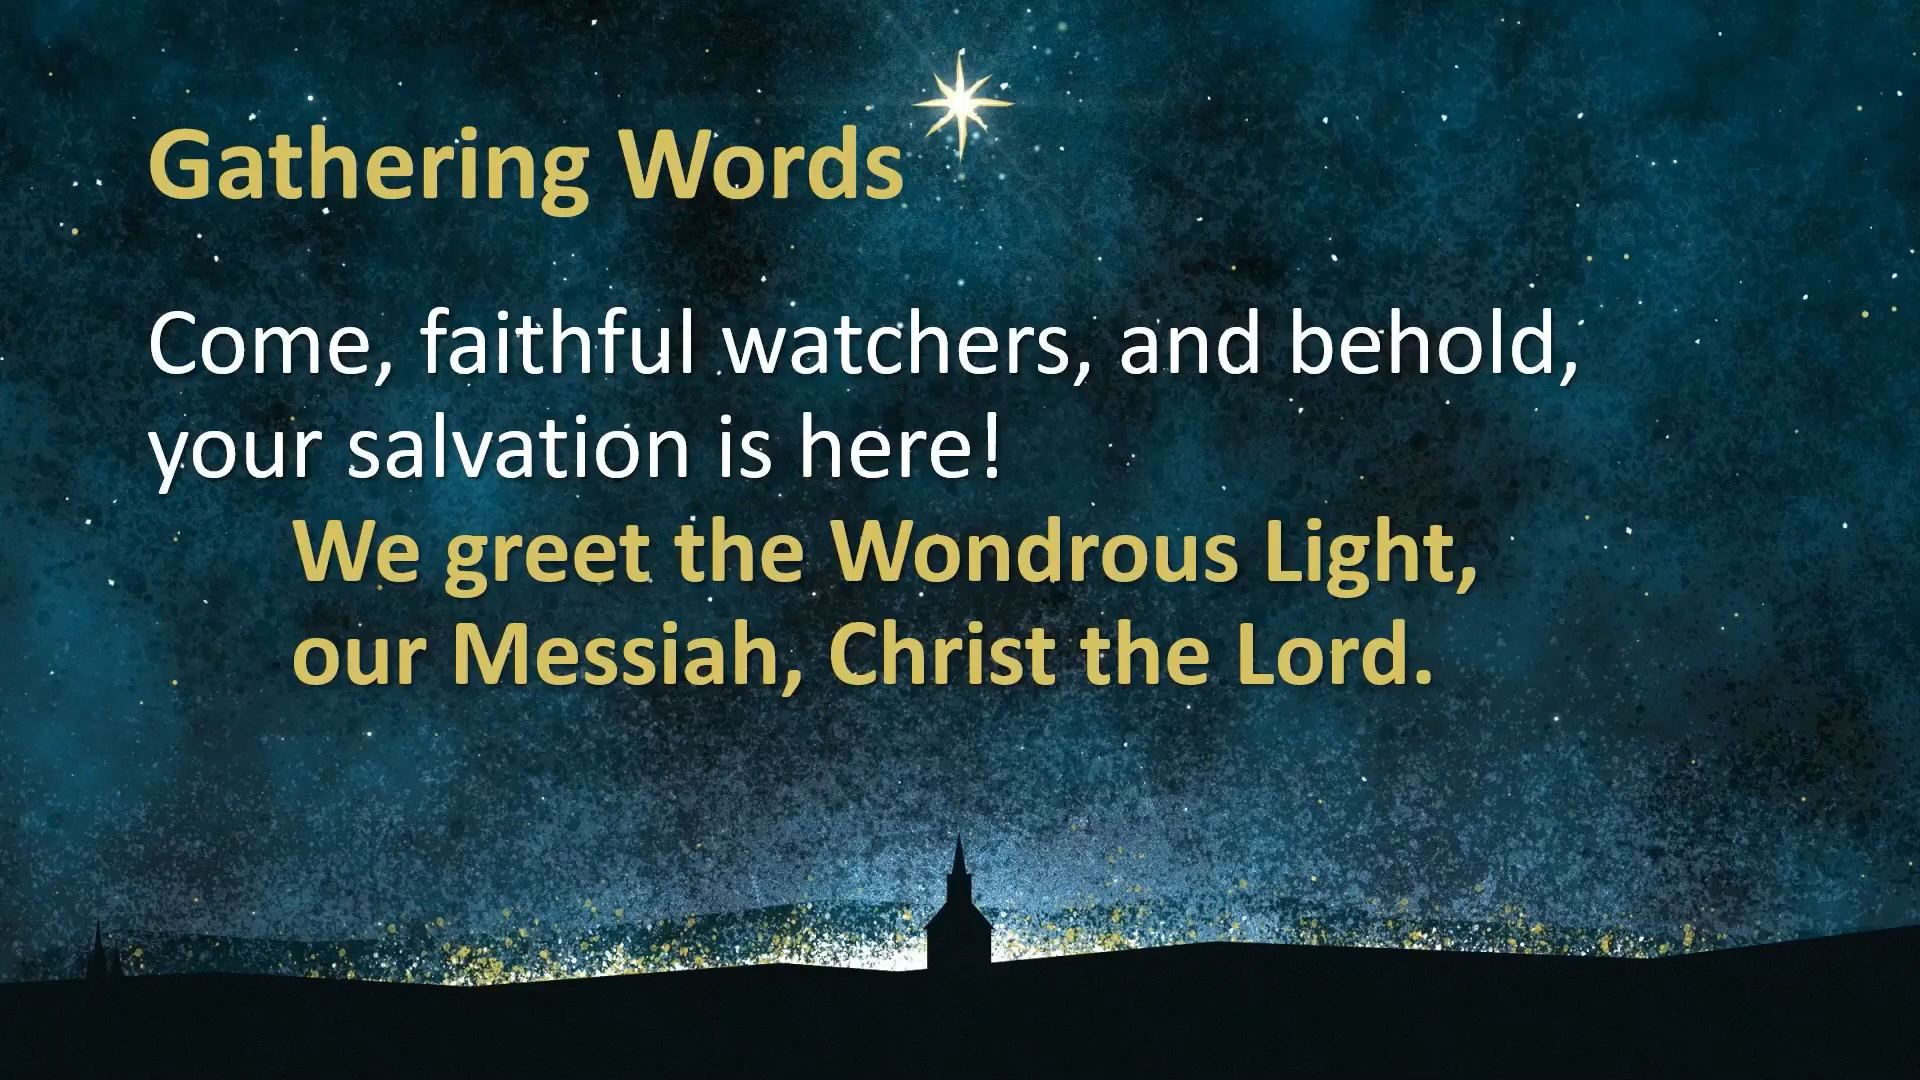 Gathering Words
Come, faithful watchers, and behold,
your salvation is here!
We greet the Wondrous Light,
our Messiah, Christ the Lord.